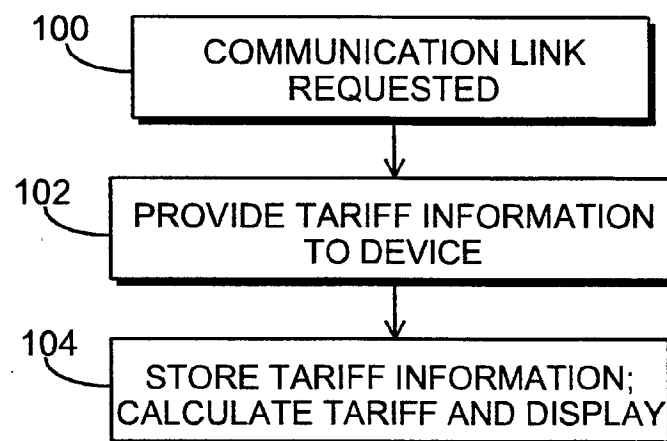 100
COMMUNICATION LINK
REQUESTED
102
PROVIDE TARIFF INFORMATION
TO DEVICE
104
STORE TARIFF INFORMATION;
CALCULATE TARIFF AND DISPLAY